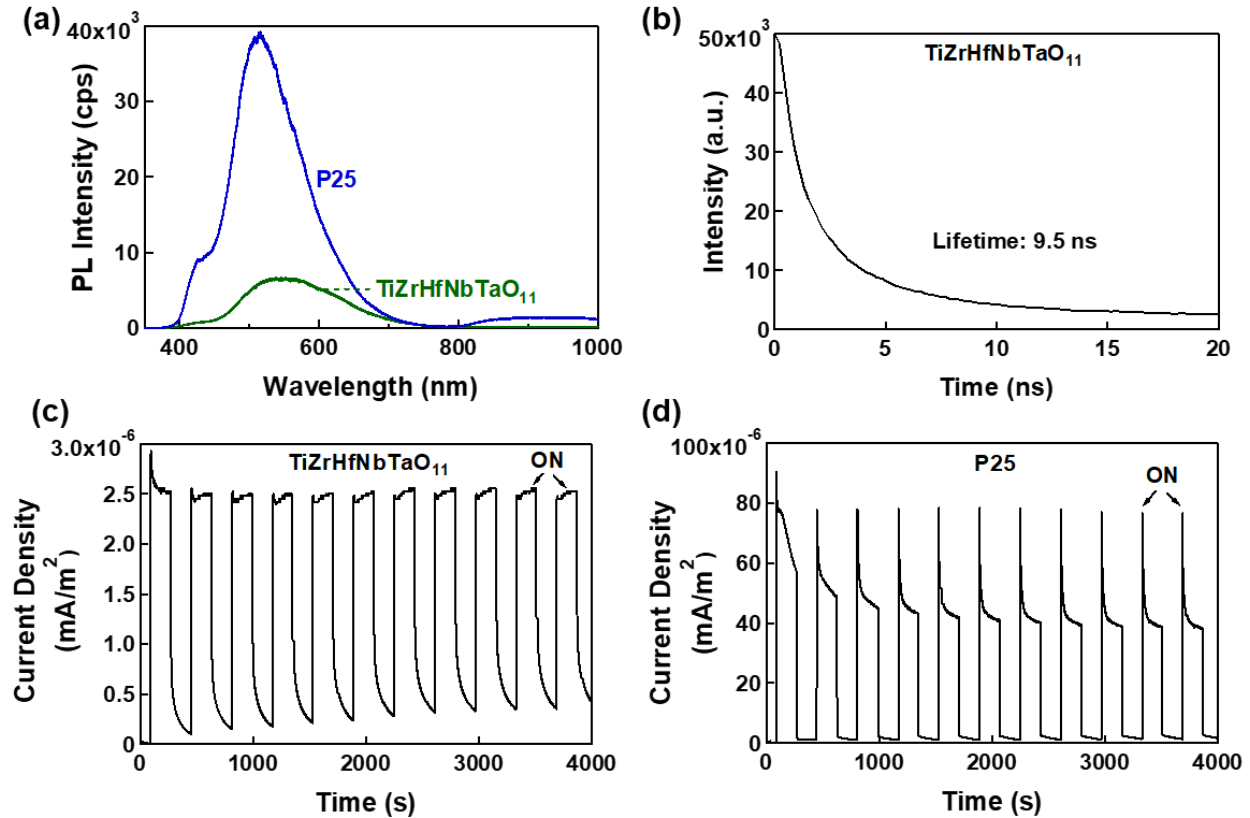 (a)
40x10³
30
20
10
0
PL Intensity (cps)
P25
TiZrHfNbTaO₁₁
400
600
800
1000
Wavelength (nm)
(b)
50x10³
40
30
20
10
0
Intensity (a.u.)
TiZrHfNbTaO₁₁
Lifetime: 9.5 ns
0
5
10
15
20
Time (ns)
(c)
3.0x10⁻⁶
2.5
2.0
1.5
1.0
0.5
0
Current Density
(mA/m²)
TiZrHfNbTaO₁₁
ON
0
1000
2000
3000
4000
Time (s)
(d)
100x10⁻⁶
80
60
40
20
0
Current Density
(mA/m²)
P25
ON
0
1000
2000
3000
4000
Time (s)